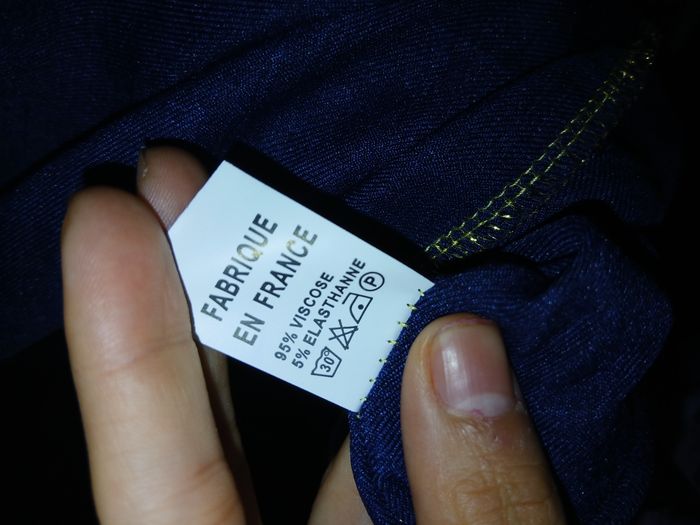 FABRIQUE
EN FRANCE
95% VISCOSE
5% ELASTHANNE
30°
P